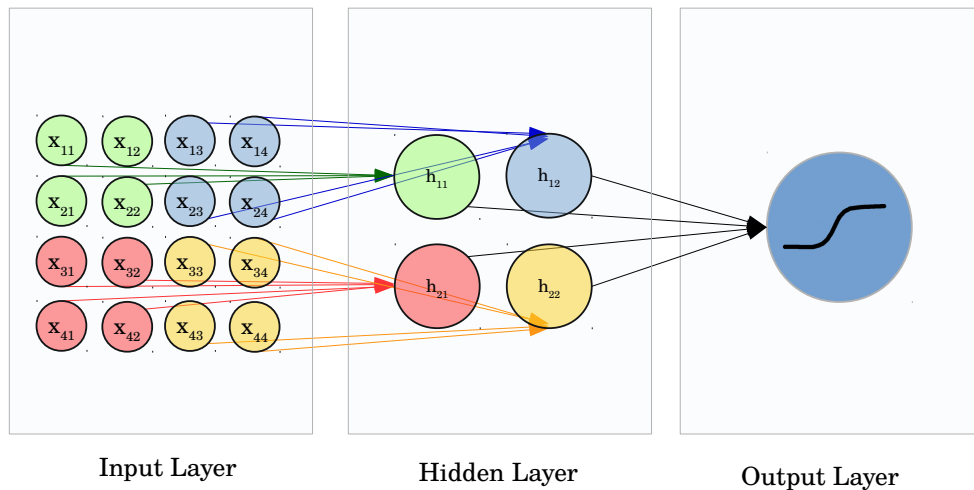 x11 x12 x13 x14
x21 x22 x23 x24
x31 x32 x33 x34
x41 x42 x43 x44
h11 h12
h21 h22
Input Layer
Hidden Layer
Output Layer